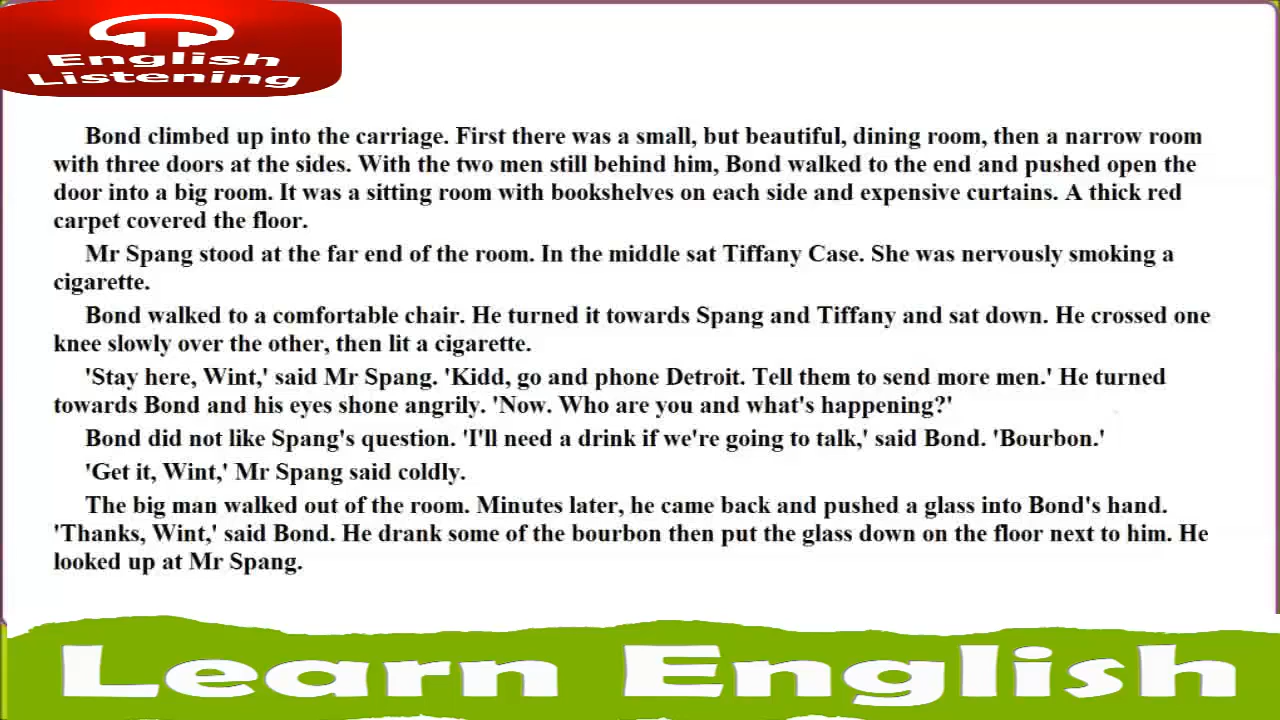 English
Listening
Bond climbed up into the carriage. First there was a small, but beautiful, dining room, then a narrow room
with three doors at the sides. With the two men still behind him, Bond walked to the end and pushed open the
door into a big room. It was a sitting room with bookshelves on each side and expensive curtains. A thick red
carpet covered the floor.
Mr Spang stood at the far end of the room. In the middle sat Tiffany Case. She was nervously smoking a
cigarette.
Bond walked to a comfortable chair. He turned it towards Spang and Tiffany and sat down. He crossed one
knee slowly over the other, then lit a cigarette.
'Stay here, Wint,' said Mr Spang. 'Kidd, go and phone Detroit. Tell them to send more men.' He turned
towards Bond and his eyes shone angrily. 'Now. Who are you and what's happening?'
Bond did not like Spang's question. 'I'll need a drink if we're going to talk,' said Bond. 'Bourbon.'
'Get it, Wint,' Mr Spang said coldly.
The big man walked out of the room. Minutes later, he came back and pushed a glass into Bond's hand.
'Thanks, Wint,' said Bond. He drank some of the bourbon then put the glass down on the floor next to him. He
looked up at Mr Spang.
Learn English